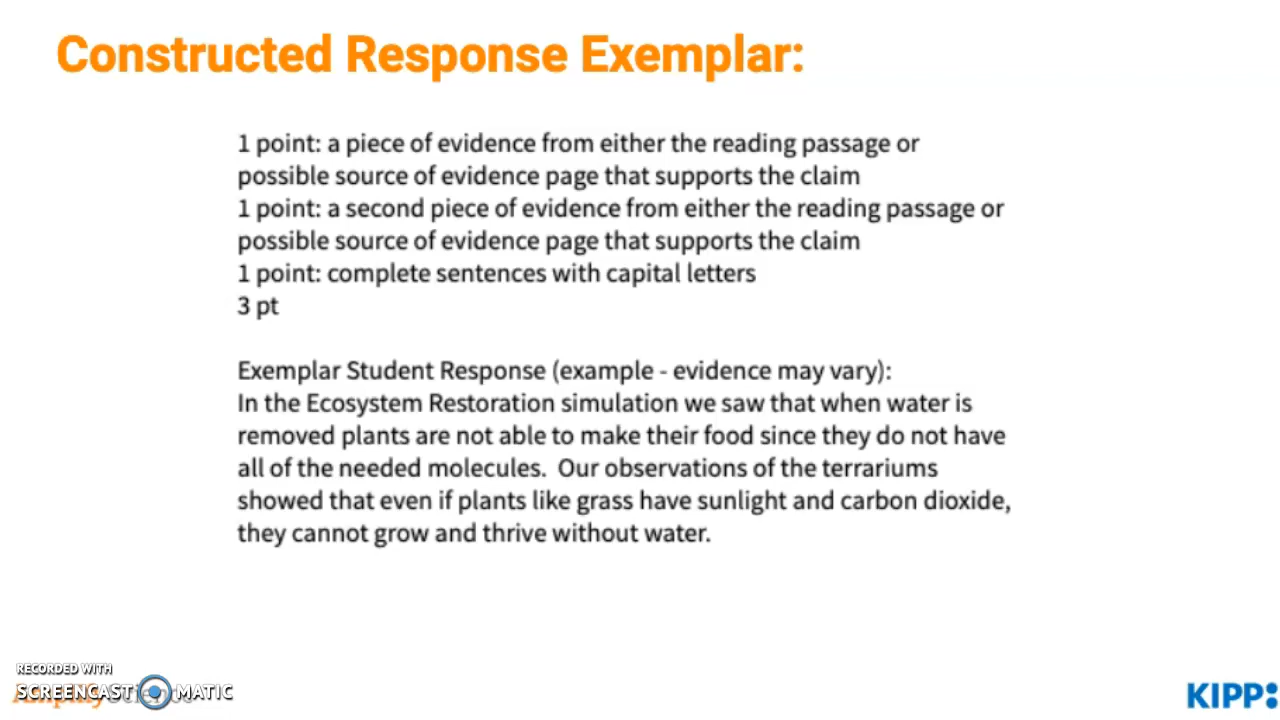 Constructed Response Exemplar:
1 point: a piece of evidence from either the reading passage or
possible source of evidence page that supports the claim
1 point: a second piece of evidence from either the reading passage or
possible source of evidence page that supports the claim
1 point: complete sentences with capital letters
3 pt
Exemplar Student Response (example - evidence may vary):
In the Ecosystem Restoration simulation we saw that when water is
removed plants are not able to make their food since they do not have
all of the needed molecules.  Our observations of the terrariums
showed that even if plants like grass have sunlight and carbon dioxide,
they cannot grow and thrive without water.
RECORDED WITH
SCREENCAST MATIC
KIPP: